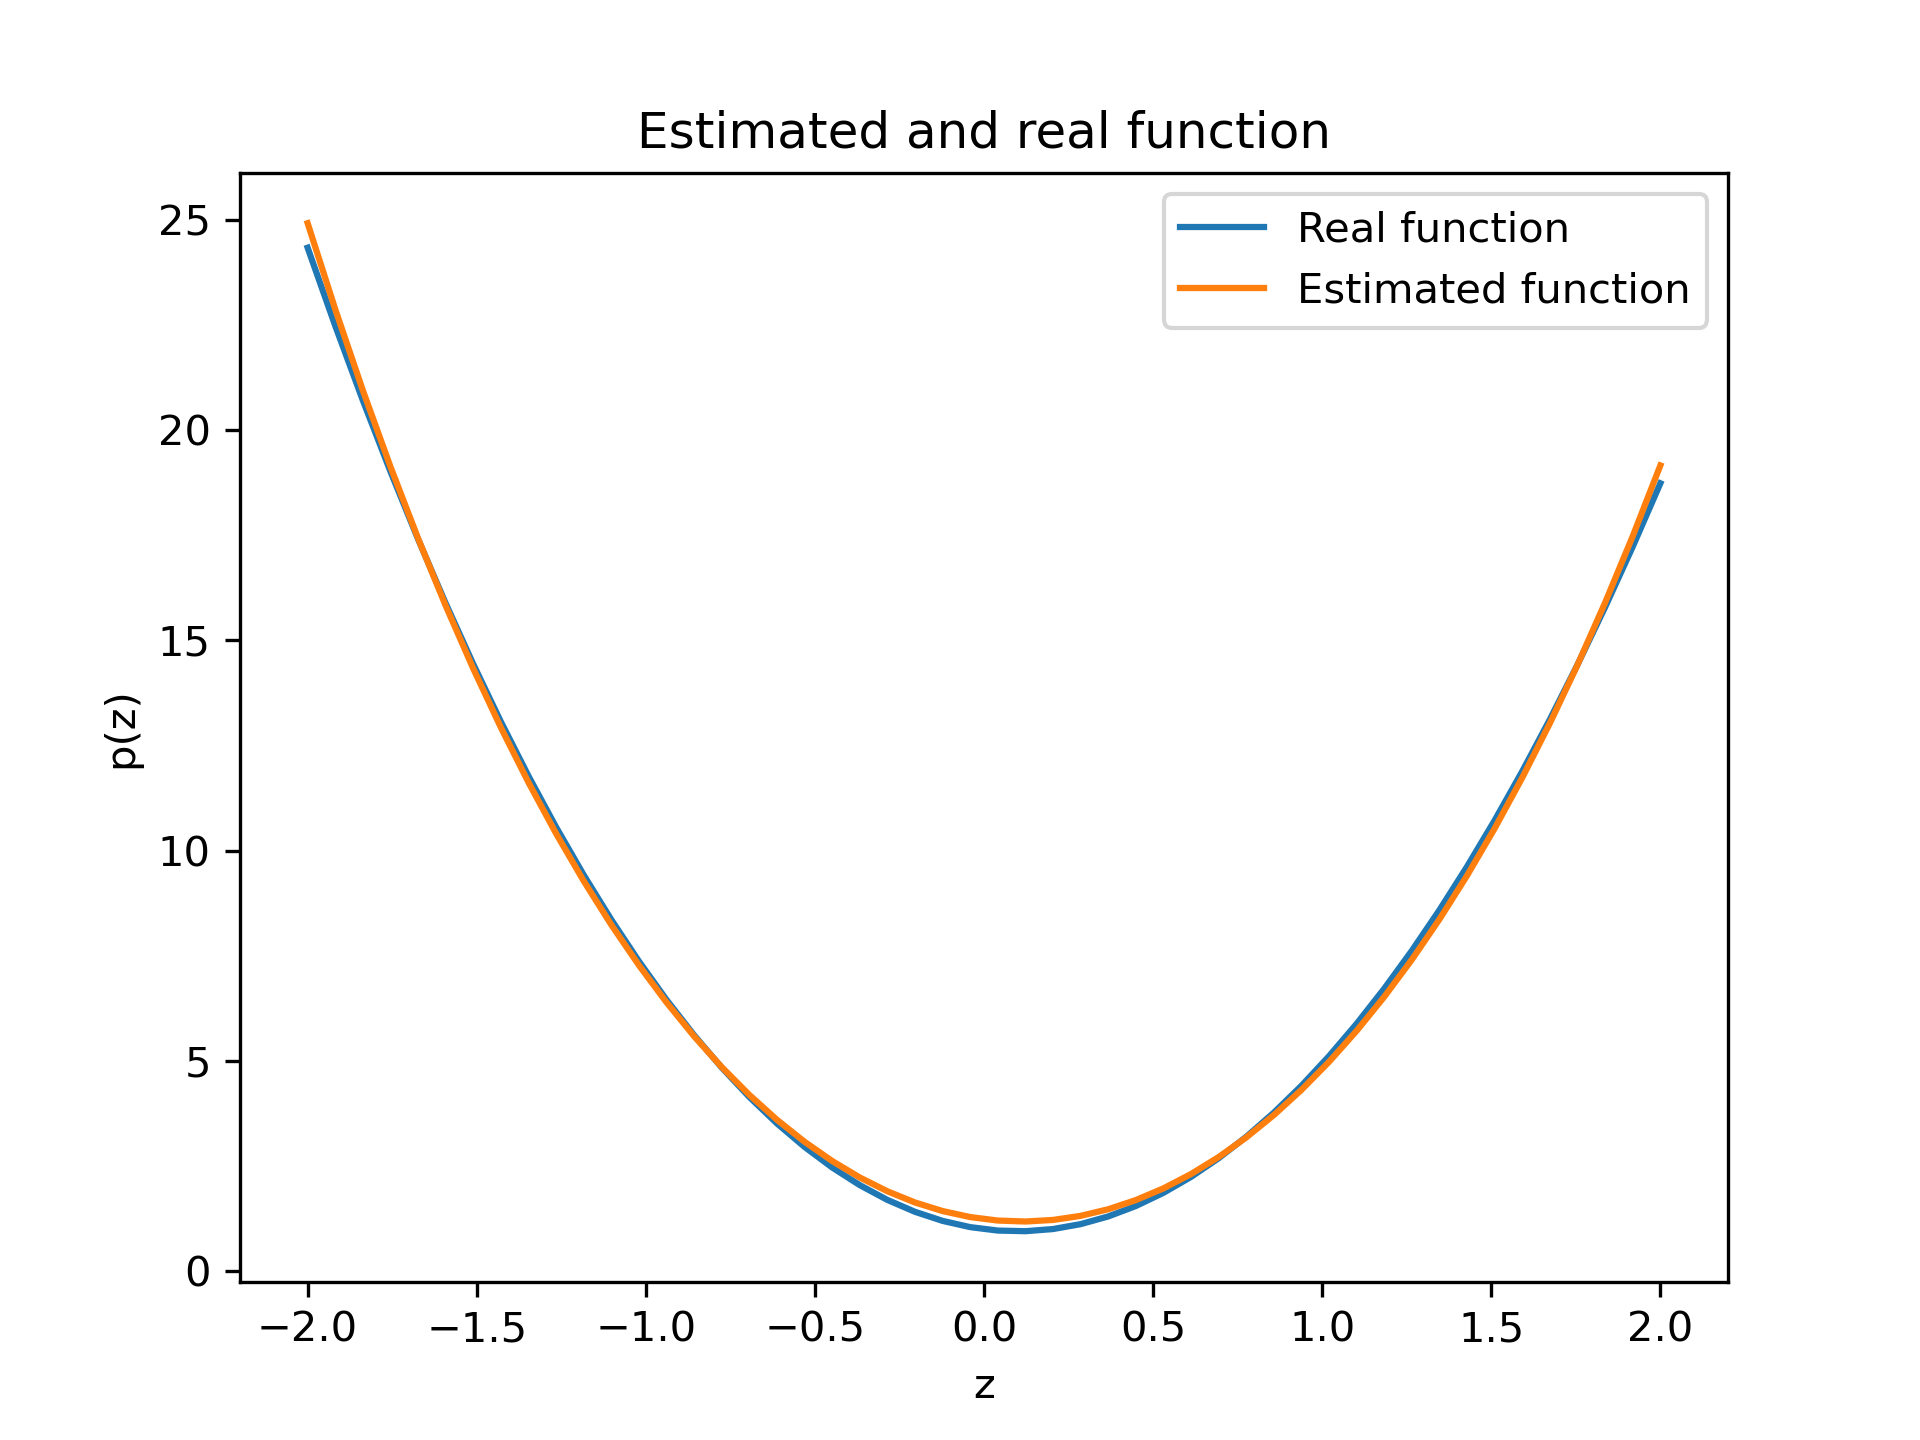 Estimated and real function
Real function
Estimated function
25
20
15
10
5
0
p(z)
−2.0 −1.5 −1.0 −0.5 0.0 0.5 1.0 1.5 2.0
z